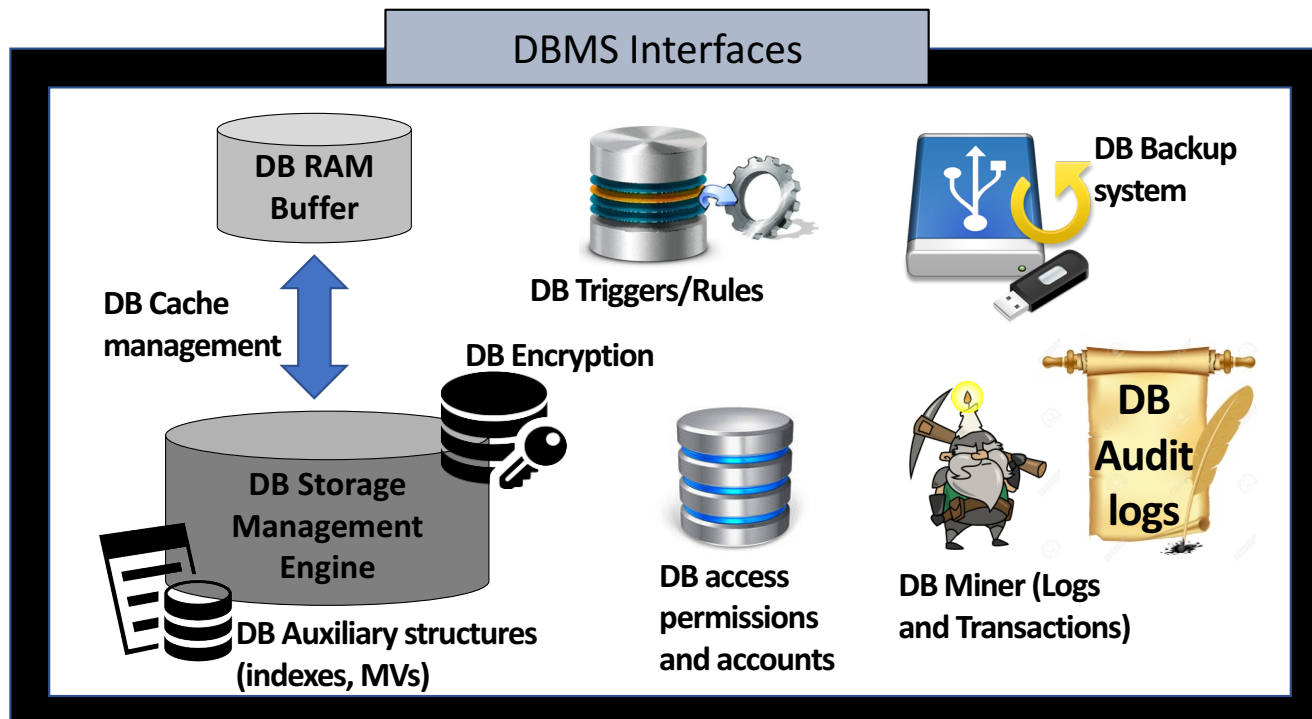 DBMS Interfaces
DB RAM
Buffer
DB Cache
management
DB Triggers/Rules
DB Backup
system
DB Encryption
DB Storage
Management
Engine
DB Auxiliary structures
(indexes, MVs)
DB access
permissions
and accounts
DB Miner (Logs
and Transactions)
DB
Audit
logs